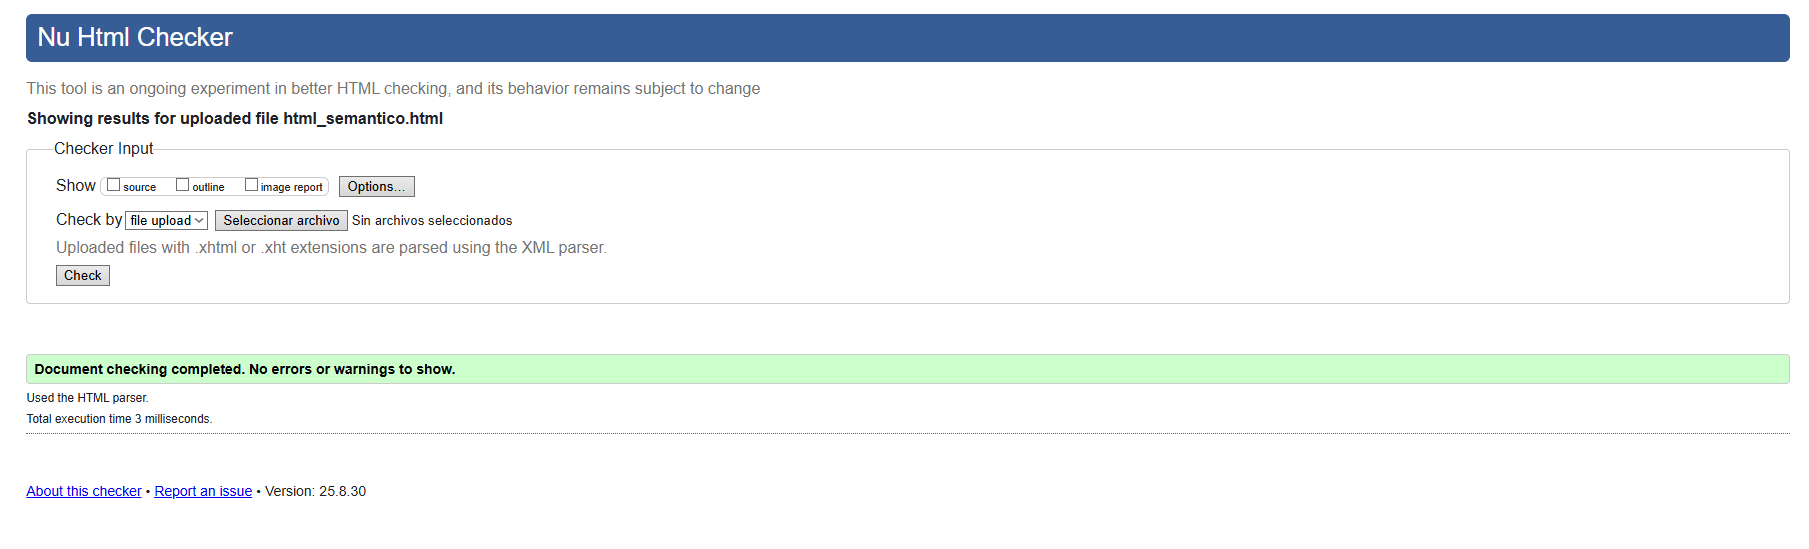 Nu Html Checker
This tool is an ongoing experiment in better HTML checking, and its behavior remains subject to change
Showing results for uploaded file html_semantico.html
Checker Input
Show source outline image report Options...
Check by file upload Seleccionar archivo Sin archivos seleccionados
Uploaded files with .xhtml or .xht extensions are parsed using the XML parser.
Check
Document checking completed. No errors or warnings to show.
Used the HTML parser.
Total execution time 3 milliseconds.
About this checker • Report an issue • Version: 25.8.30